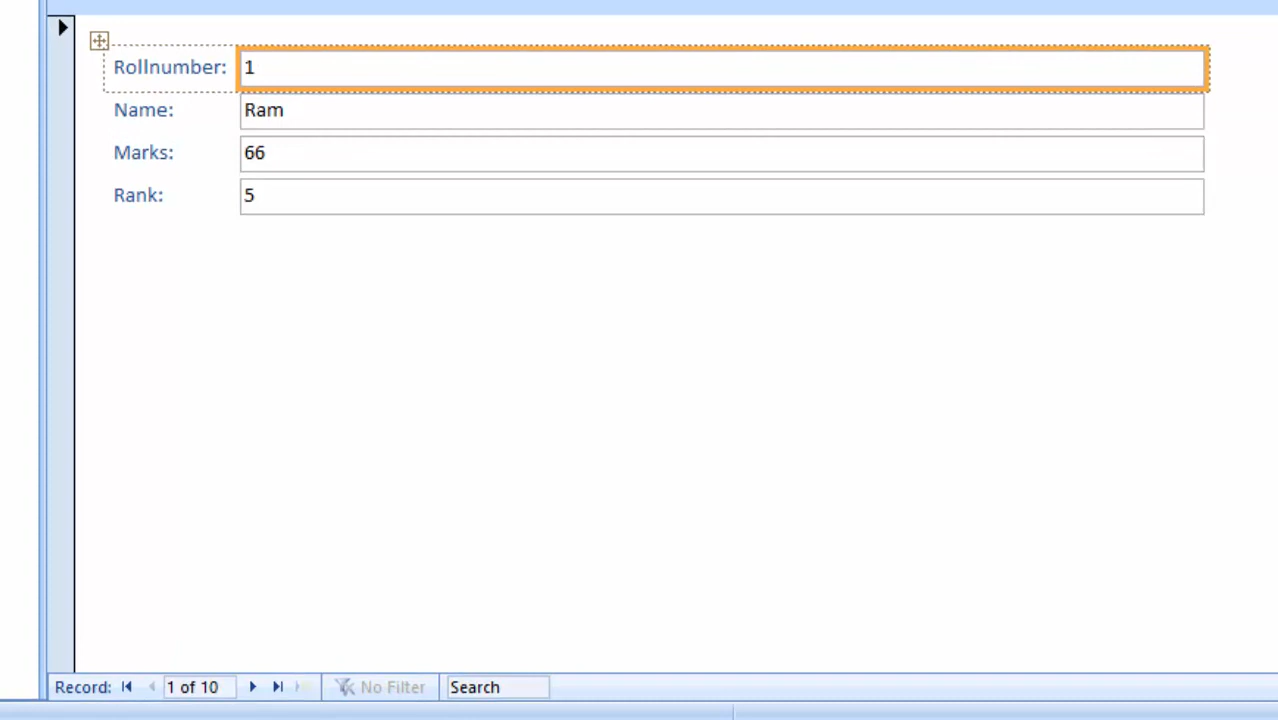 Rollnumber: 1
Name: Ram
Marks: 66
Rank: 5
Record: 1 of 10 No Filter Search